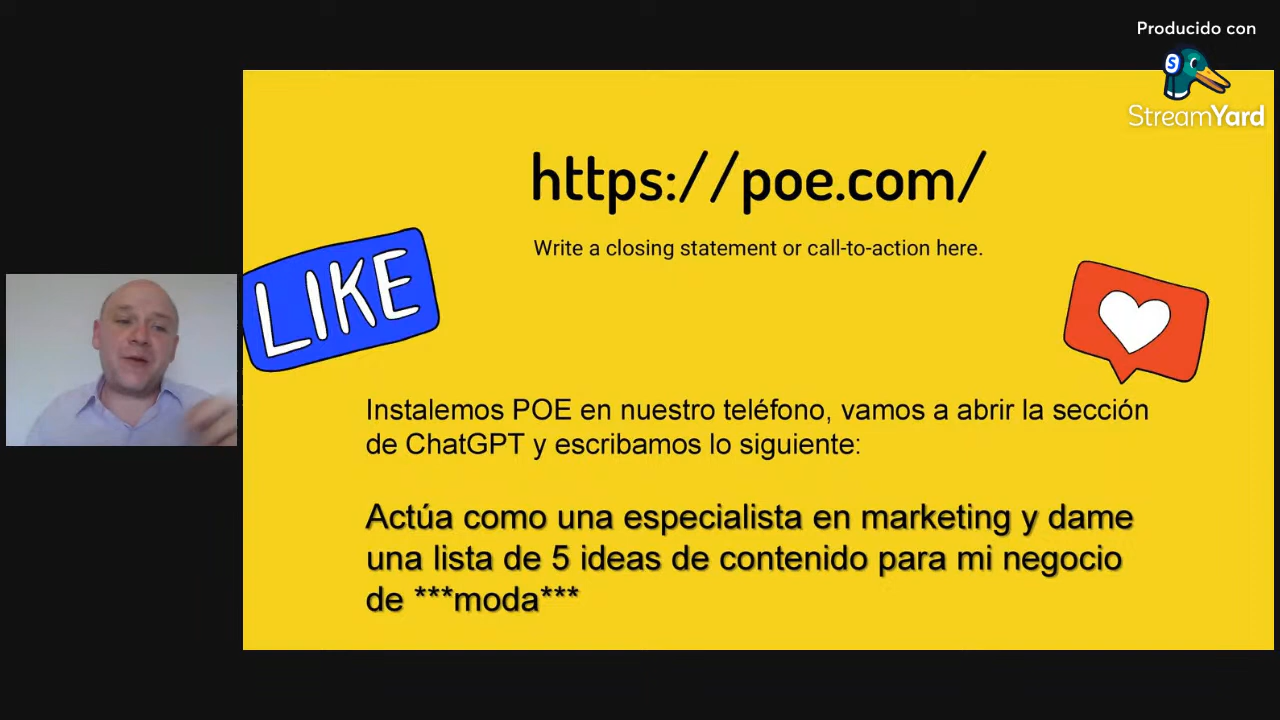 Producido con
StreamYard
https://poe.com/
Write a closing statement or call-to-action here.
LIKE
Instalemos POE en nuestro teléfono, vamos a abrir la sección
de ChatGPT y escribamos lo siguiente:
Actúa como una especialista en marketing y dame
una lista de 5 ideas de contenido para mi negocio
de ***moda***